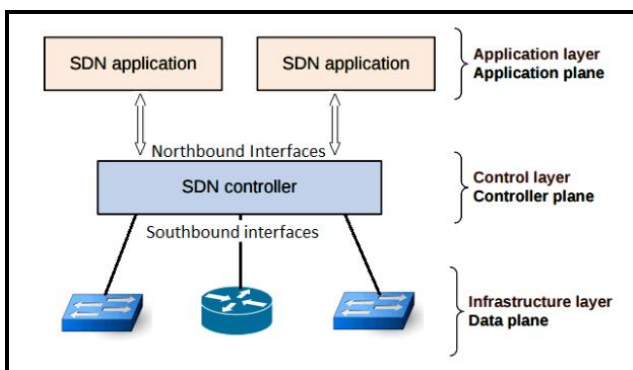 SDN application
SDN application
Application layer
Application plane
Northbound Interfaces
SDN controller
Control layer
Controller plane
Southbound interfaces
Infrastructure layer
Data plane